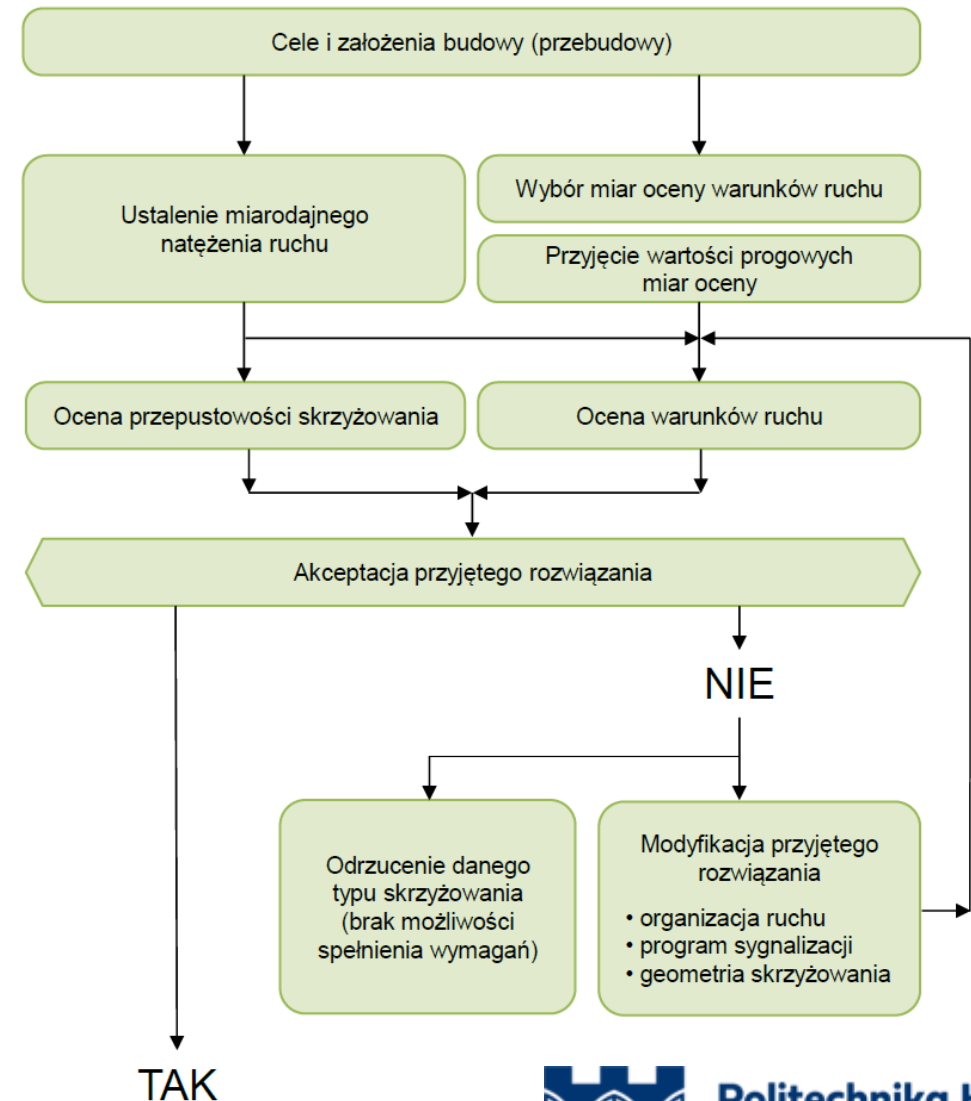 Cele i założenia budowy (przebudowy)
Ustalenie miarodajnego
natężenia ruchu
Wybór miar oceny warunków ruchu
Przyjęcie wartości progowych
miar oceny
Ocena przepustowości skrzyżowania
Ocena warunków ruchu
Akceptacja przyjętego rozwiązania
NIE
Odrzucenie danego
typu skrzyżowania
(brak możliwości
spełnienia wymagań)
Modyfikacja przyjętego
rozwiązania
• organizacja ruchu
• program sygnalizacji
• geometria skrzyżowania
TAK
Politechnika